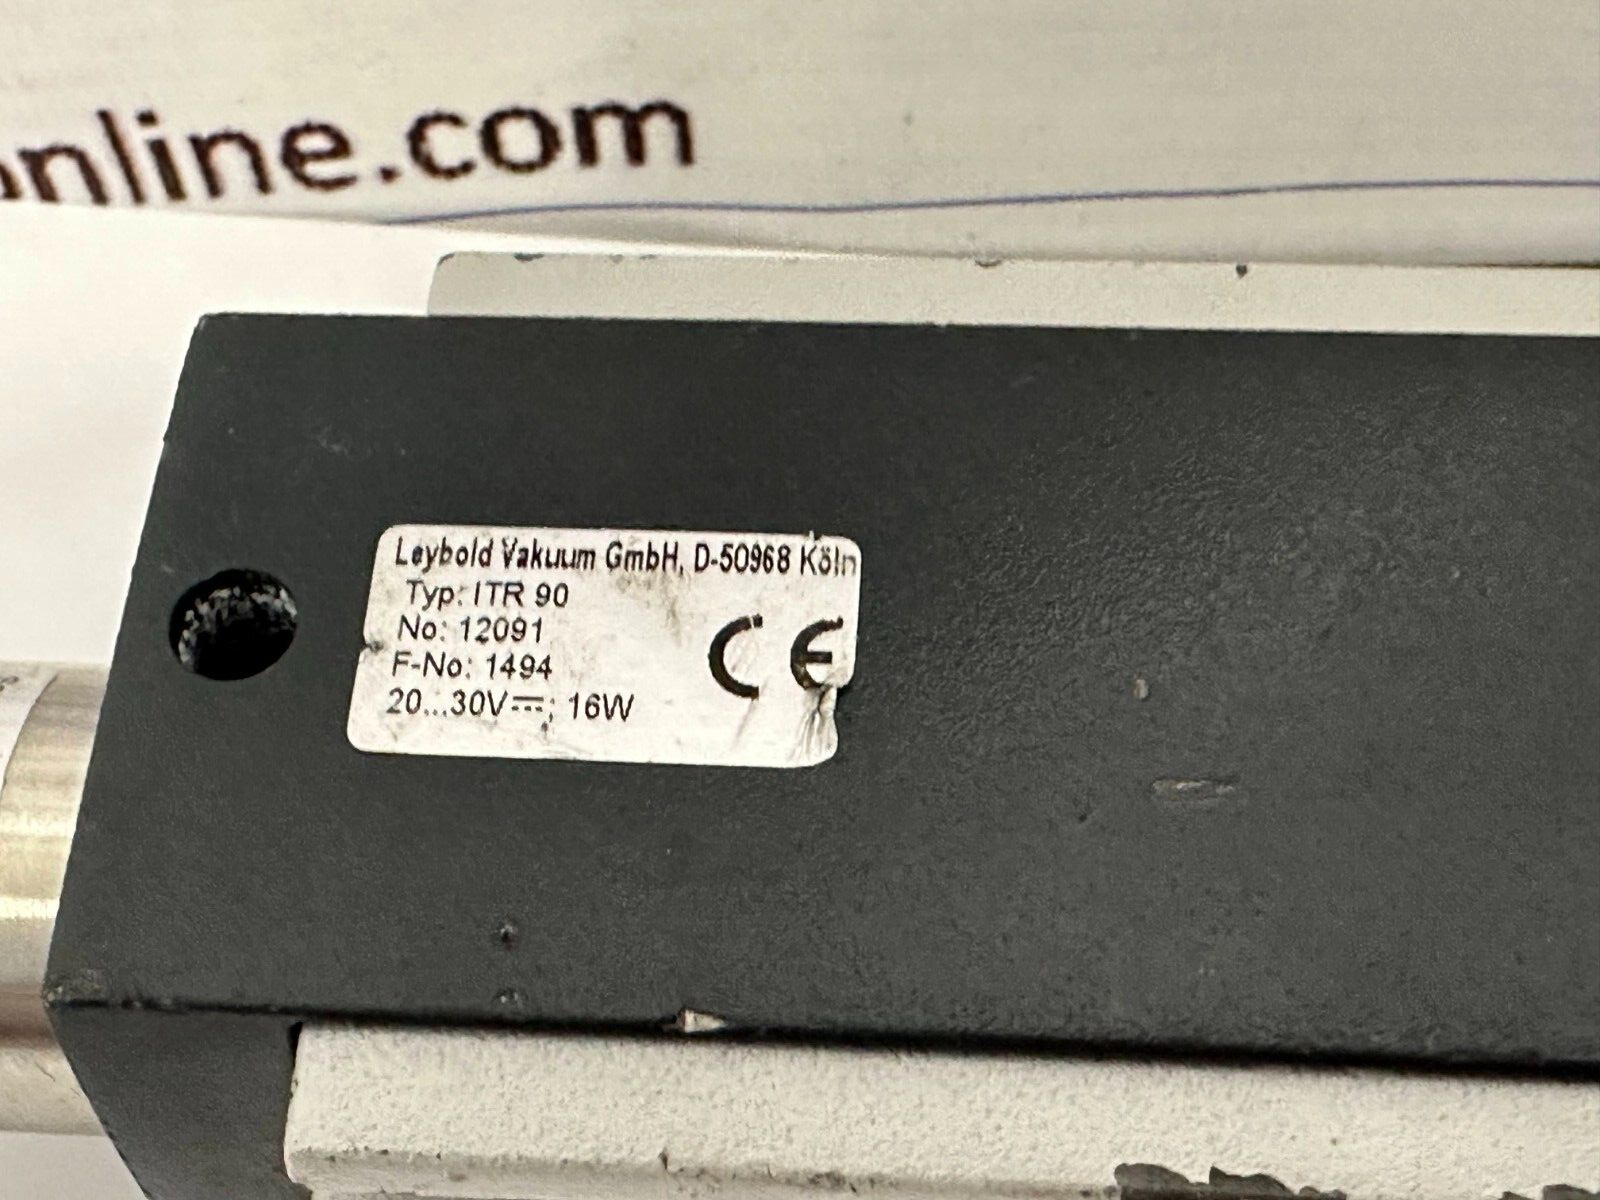 online.com
Leybold Vakuum GmbH, D-50968 Köln
Typ: ITR 90
No: 12091
F-No: 1494
20...30V⎓; 16W
CE